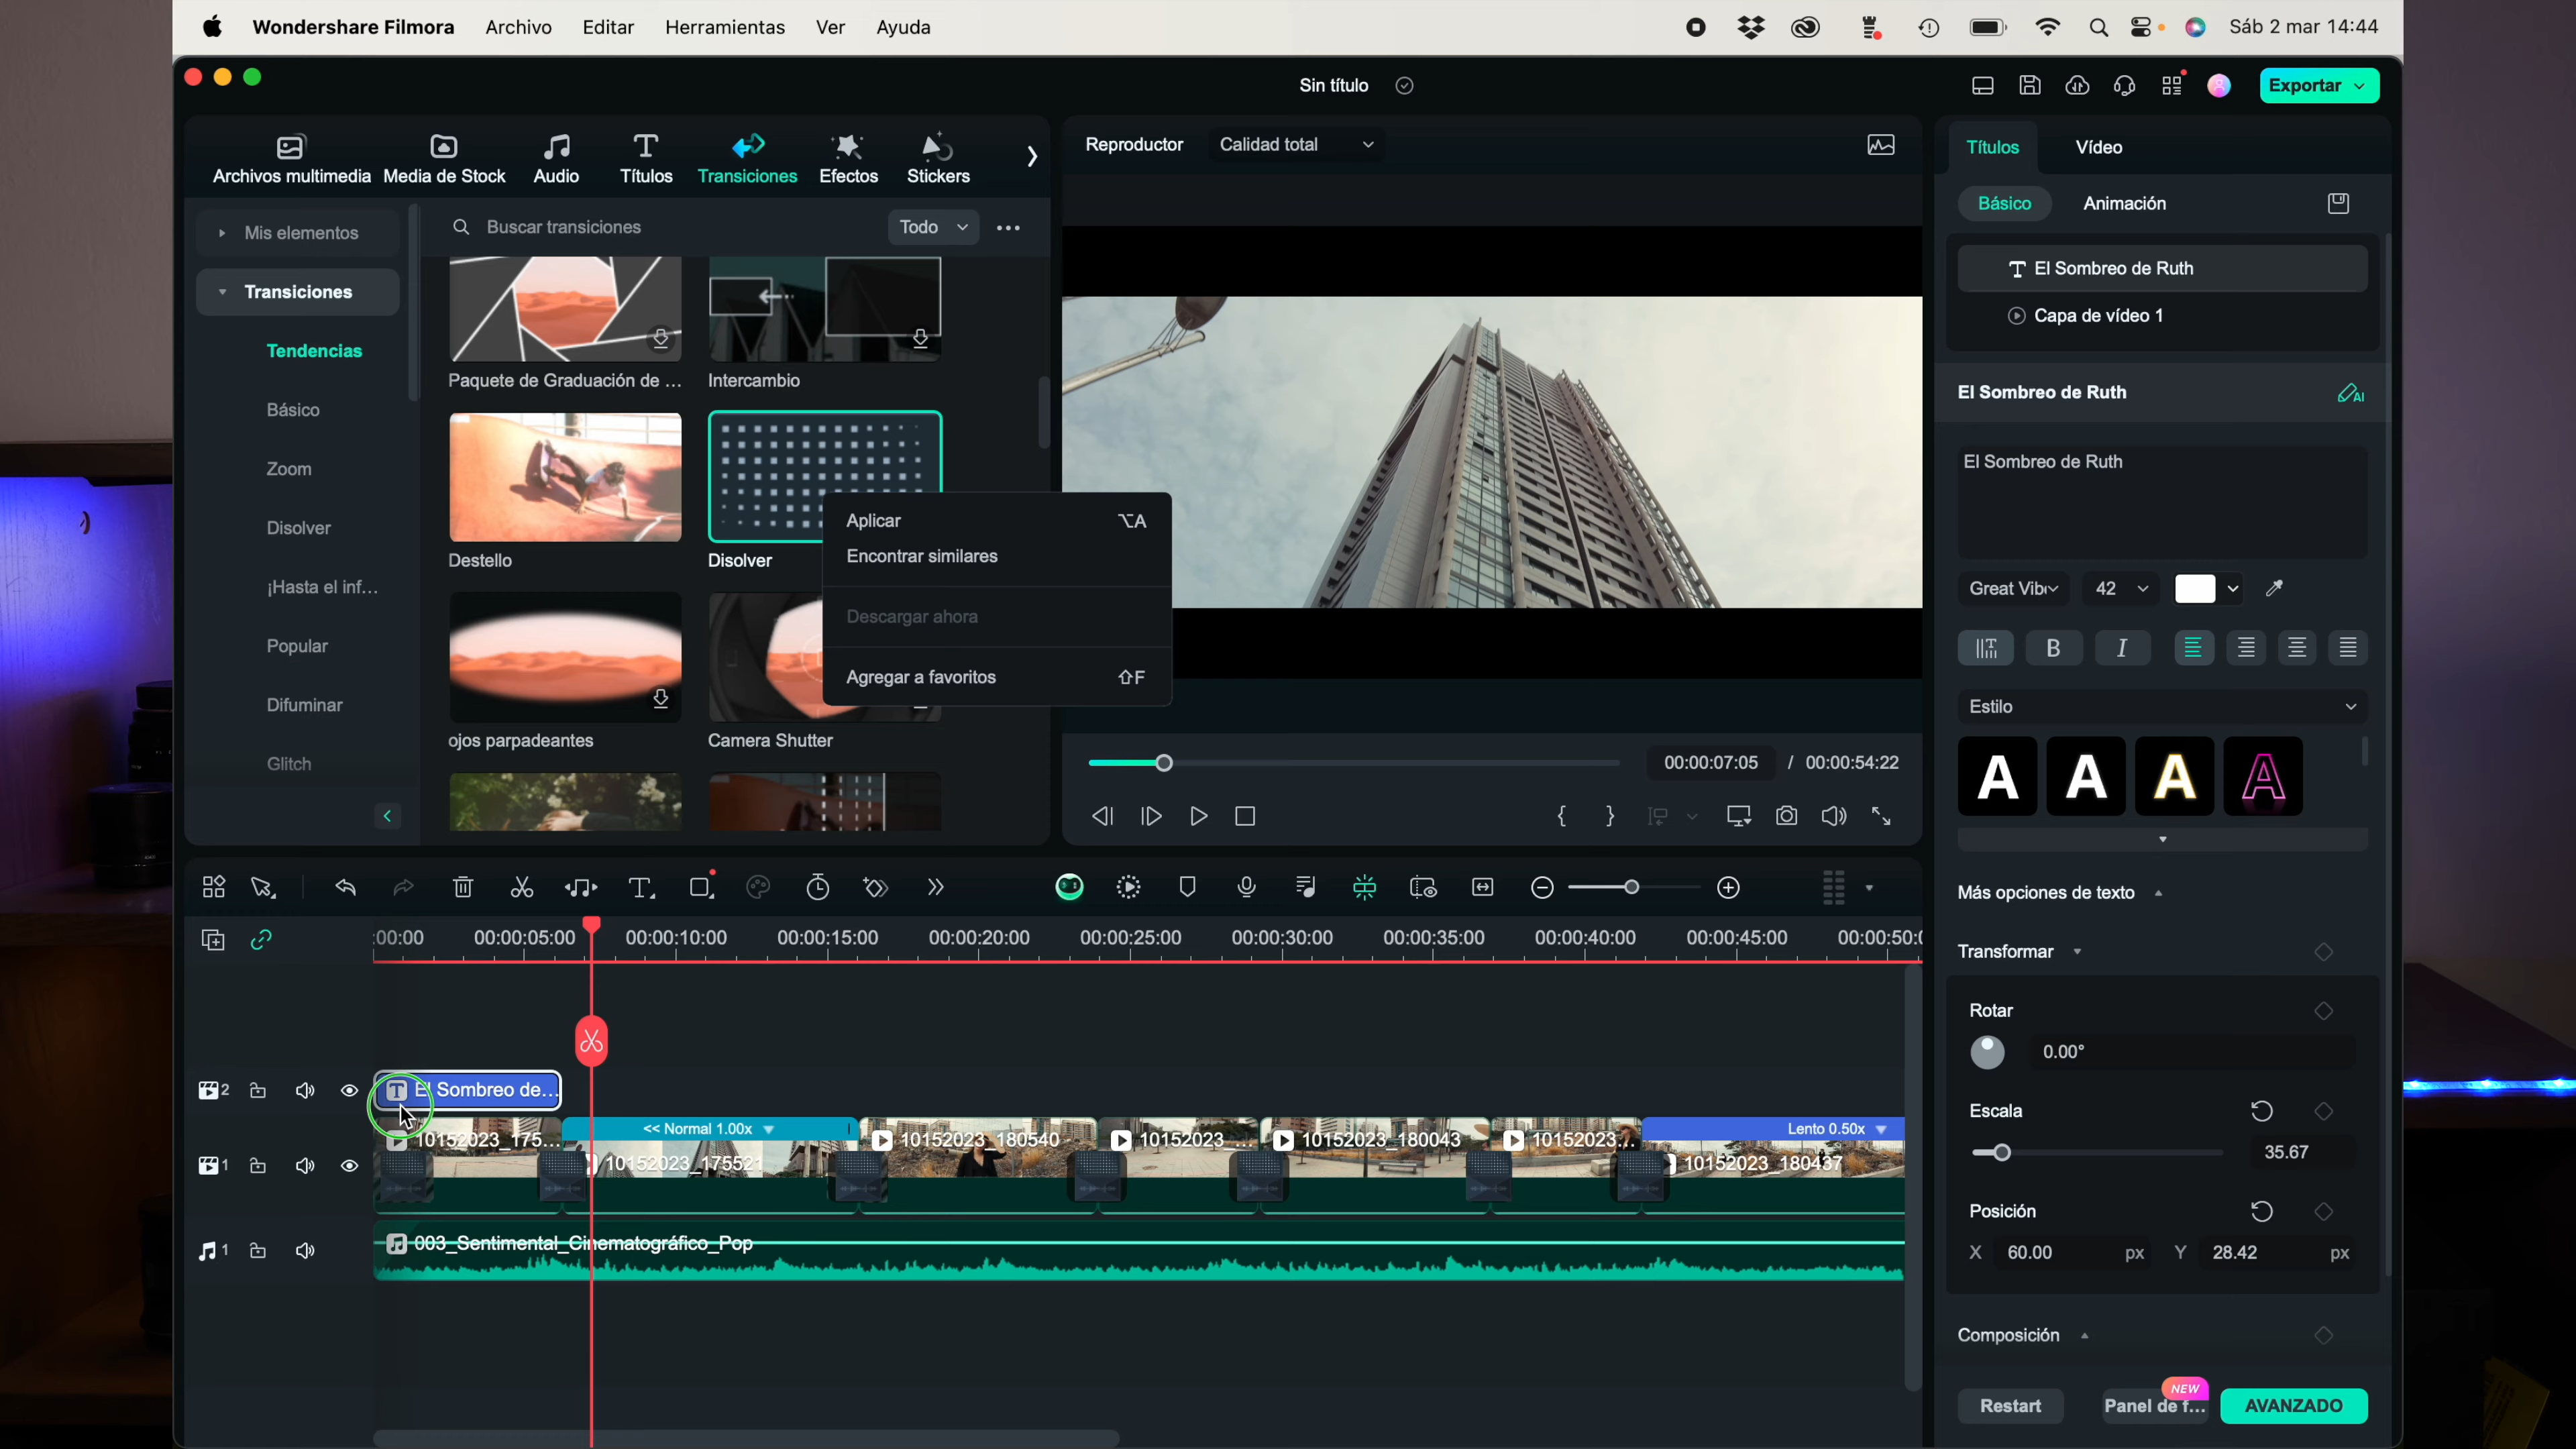 Wondershare Filmora Archivo Editar Herramientas Ver Ayuda
Sáb 2 mar 14:44
Sin título
Exportar
Archivos multimedia
Media de Stock
Audio
Títulos
Transiciones
Efectos
Stickers
Mis elementos
Transiciones
Tendencias
Básico
Zoom
Disolver
¡Hasta el inf...
Popular
Difuminar
Glitch
Buscar transiciones
Todo
Paquete de Graduación de ...
Intercambio
Destello
Disolver
ojos parpadeantes
Camera Shutter
Aplicar ⌥A
Encontrar similares
Descargar ahora
Agregar a favoritos ⇧F
Reproductor
Calidad total
00:00:07:05 / 00:00:54:22
Títulos
Vídeo
Básico
Animación
T El Sombreo de Ruth
Capa de vídeo 1
El Sombreo de Ruth
AI
El Sombreo de Ruth
Great Vib
42
B I
Estilo
A A A A
Más opciones de texto
Transformar
Rotar
0.00°
Escala
35.67
Posición
X 60.00 px Y 28.42 px
Composición
NEW
Restart
Panel de f...
AVANZADO
:00:00 00:00:05:00 00:00:10:00 00:00:15:00 00:00:20:00 00:00:25:00 00:00:30:00 00:00:35:00 00:00:40:00 00:00:45:00 00:00:50:0
2
T El Sombreo de...
<< Normal 1.00x
Lento 0.50x
10152023_175... 10152023_180540 10152023_... 10152023_180043 10152023...
1
10152023_175521
10152023_180437
1
003_Sentimental_Cinematográfico_Pop